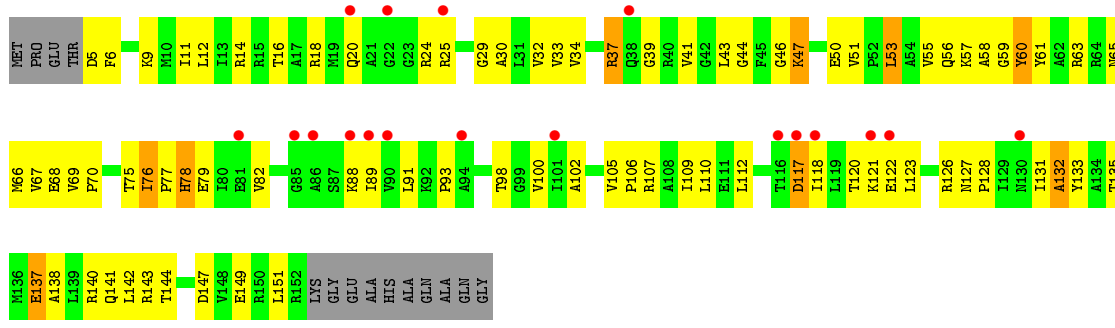 MET PRO GLU THR D5 F6 K9 M10 I11 L12 I13 R14 R15 T16 A17 R18 M19 Q20 A21 G22 G23 R24 R25 G29 A30 L31 V32 V33 V34 R37 Q38 G39 R40 V41 G42 L43 G44 F45 G46 K47 E50 V51 P52 L53 A54 V55 Q56 K57 A58 G59 Y60 Y61 A62 R63 R64 N65
M66 V67 E68 V69 P70 T75 I76 P77 H78 E79 I80 E81 V82 G85 A86 S87 K88 I89 V90 L91 K92 P93 A94 T98 G99 V100 I101 A102 V105 P106 R107 A108 I109 L110 E111 L112 T116 D117 I118 L119 T120 K121 E122 L123 R126 N127 P128 I129 N130 I131 A132 Y133 A134 T135
M136 E137 A138 L139 R140 Q141 L142 R143 T144 D147 V148 E149 R150 L151 R152 LYS GLY GLU ALA HIS ALA GLN ALA GLN GLY